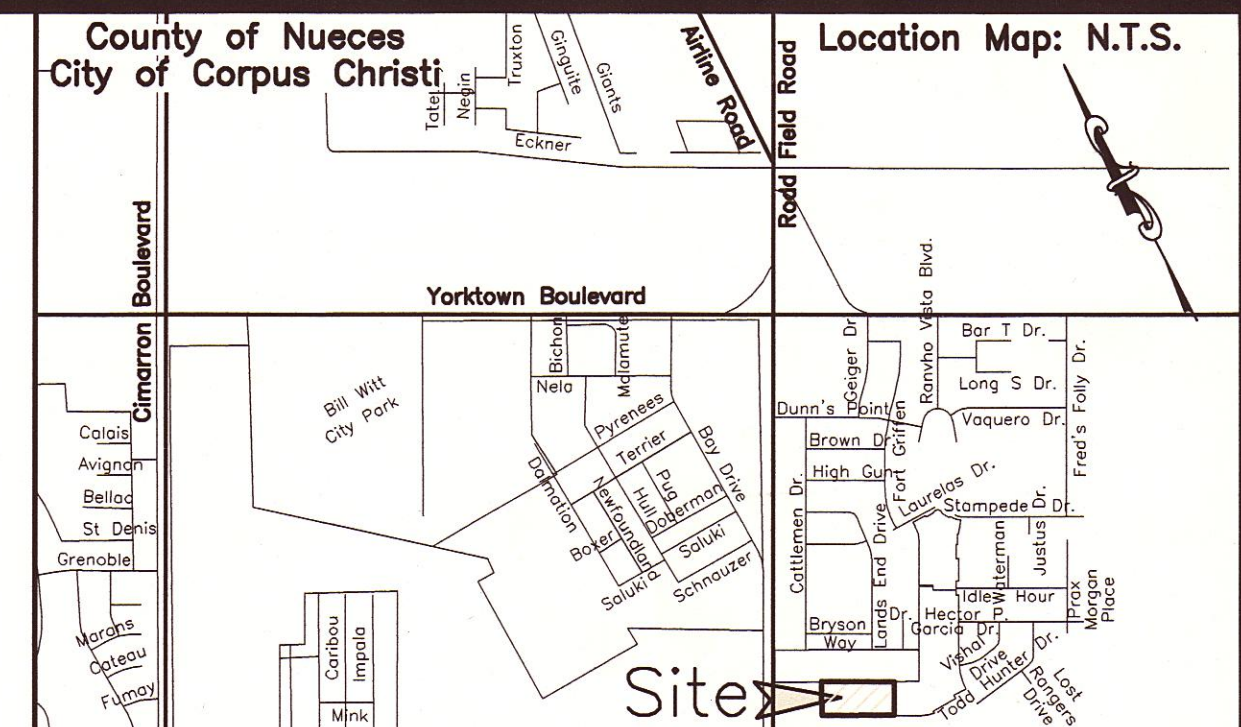 County of Nueces
City of Corpus Christi
Location Map: N.T.S.
Tate
Negin
Truxton
Ginguite
Giants
Eckner
Airline Road
Rodd Field Road
Cimarron Boulevard
Yorktown Boulevard
Bill Witt
City Park
Calais
Avignan
Bellac
St Denis
Grenoble
Marans
Cateau
Fumay
Caribou
Impala
Mink
Bichon
Malamute
Nela
Pyrenees
Terrier
Bay Drive
Dalmation
Newfoundland
Hull
Pug
Doberman
Boxer
Saluki
Saluki
Schnauzer
Geiger Dr
Ranvho Vista Blvd.
Bar T Dr.
Long S Dr.
Fred's Folly Dr.
Dunn's Point
Vaquero Dr.
Brown Dr
High Gun
Fort Griffen
Laurelas Dr.
Stampede Dr.
Cattlemen Dr.
Lands End Drive
Waterman
Justus Dr.
Idle Hour
Prax
Morgan
Place
Bryson
Way
Dr. Hector P.
Garcia Dr.
Vishal
Drive
Todd Hunter Dr.
Lost
Rangers
Drive
Site